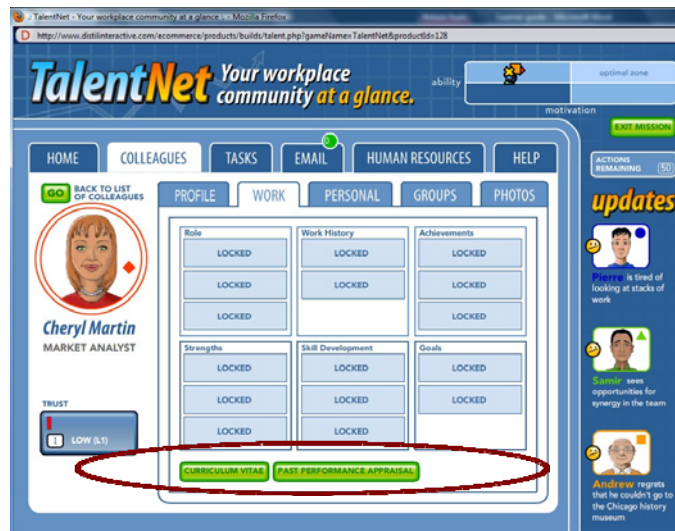 .: TalentNet - Your workplace community at a glance :. - Mozilla Firefox
http://www.distilinteractive.com/ecommerce/products/builds/talent.php?gameName=TalentNet&productId=128
TalentNet Your workplace
community at a glance.
ability
optimal zone
motivation
EXIT MISSION
HOME
COLLEAGUES
TASKS
EMAIL
HUMAN RESOURCES
HELP
ACTIONS
REMAINING 50
GO BACK TO LIST
OF COLLEAGUES
PROFILE
WORK
PERSONAL
GROUPS
PHOTOS
updates
Role
Work History
Achievements
LOCKED
LOCKED
LOCKED
LOCKED
LOCKED
LOCKED
LOCKED
LOCKED
Pierre is tired of
looking at stacks of
work
Cheryl Martin
MARKET ANALYST
Strengths
Skill Development
Goals
LOCKED
LOCKED
LOCKED
LOCKED
LOCKED
LOCKED
LOCKED
LOCKED
Samir sees
opportunities for
synergy in the team
TRUST
1 LOW (L1)
CURRICULUM VITAE
PAST PERFORMANCE APPRAISAL
Andrew regrets
that he couldn't go to
the Chicago history
museum